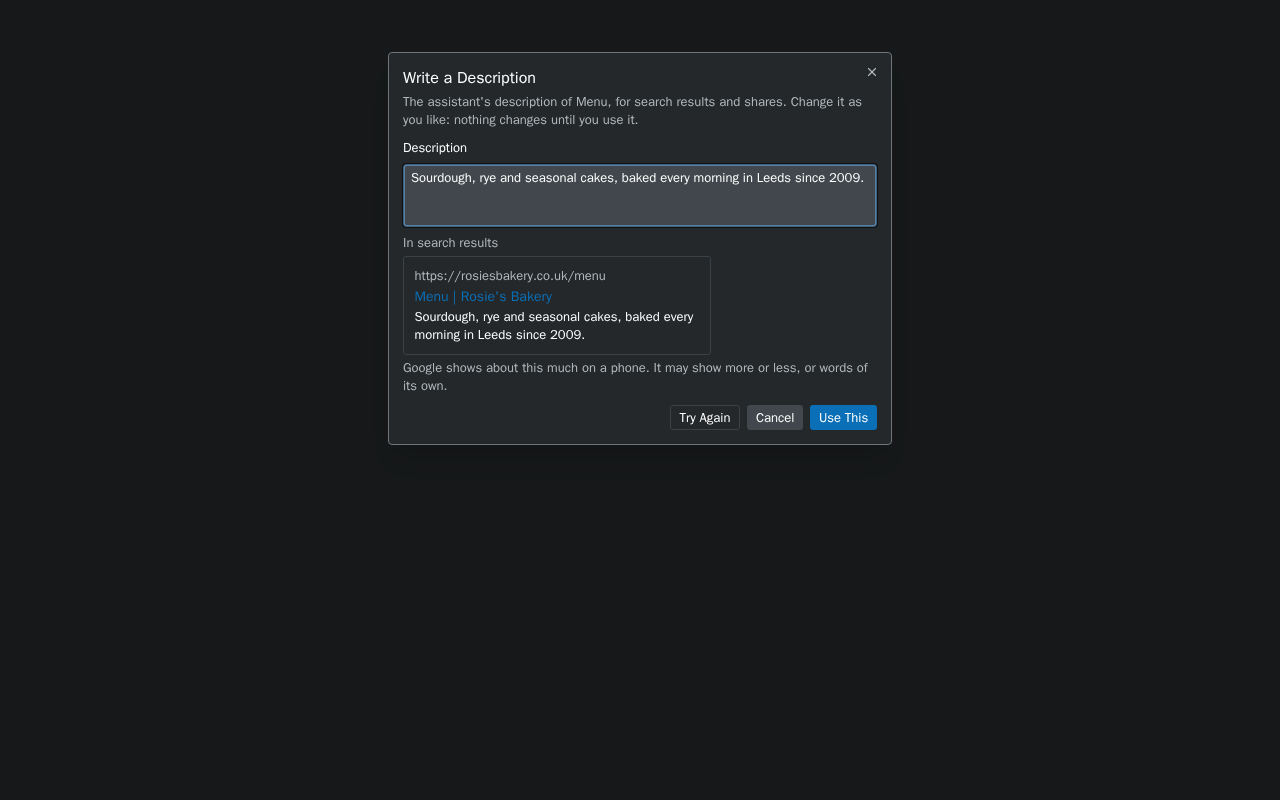 Write a Description
✕
The assistant's description of Menu, for search results and shares. Change it as
you like: nothing changes until you use it.
Description
Sourdough, rye and seasonal cakes, baked every morning in Leeds since 2009.
In search results
https://rosiesbakery.co.uk/menu
Menu | Rosie's Bakery
Sourdough, rye and seasonal cakes, baked every
morning in Leeds since 2009.
Google shows about this much on a phone. It may show more or less, or words of
its own.
Try Again Cancel Use This